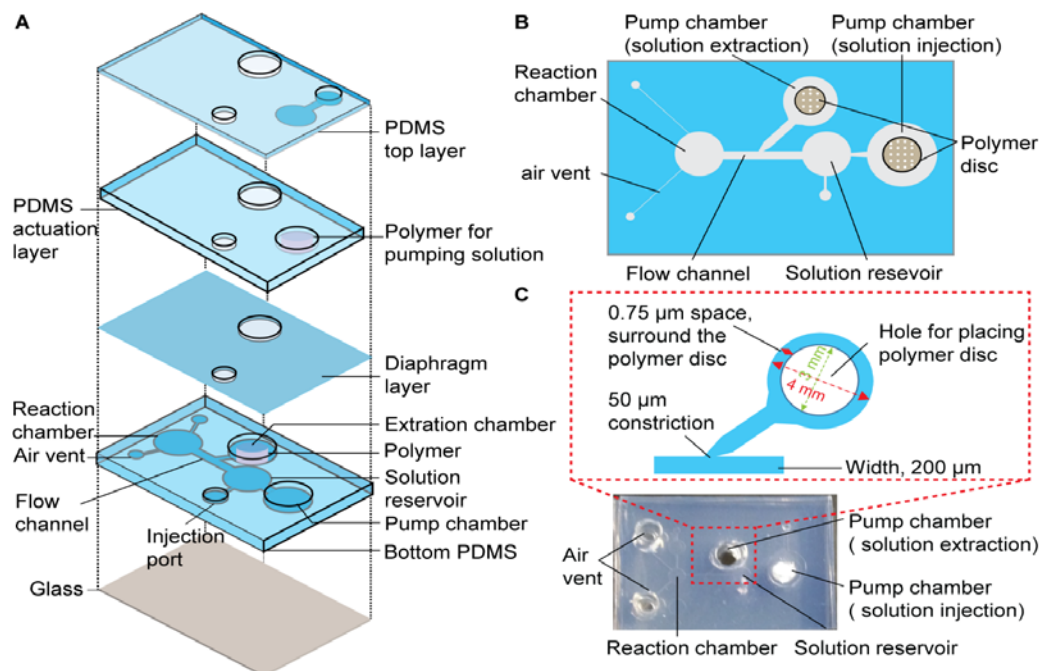 A
PDMS
top layer
PDMS
actuation
layer
Polymer for
pumping solution
Diaphragm
layer
Reaction
chamber
Air vent
Flow
channel
Injection
port
Extration chamber
Polymer
Solution
reservoir
Pump chamber
Bottom PDMS
Glass
B
Pump chamber
(solution extraction)
Pump chamber
(solution injection)
Reaction
chamber
air vent
Polymer
disc
Flow channel
Solution resevoir
C
0.75 µm space,
surround the
polymer disc
Hole for placing
polymer disc
3 mm
4 mm
50 µm
constriction
Width, 200 µm
Air
vent
Pump chamber
( solution extraction)
Pump chamber
( solution injection)
Reaction chamber
Solution reservoir